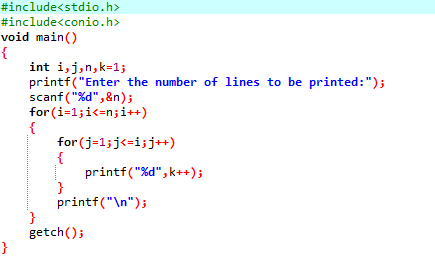 #include<stdio.h>
#include<conio.h>
void main()
{
    int i,j,n,k=1;
    printf("Enter the number of lines to be printed:");
    scanf("%d",&n);
    for(i=1;i<=n;i++)
    {
        for(j=1;j<=i;j++)
        {
            printf("%d",k++);
        }
        printf("\n");
    }
    getch();
}